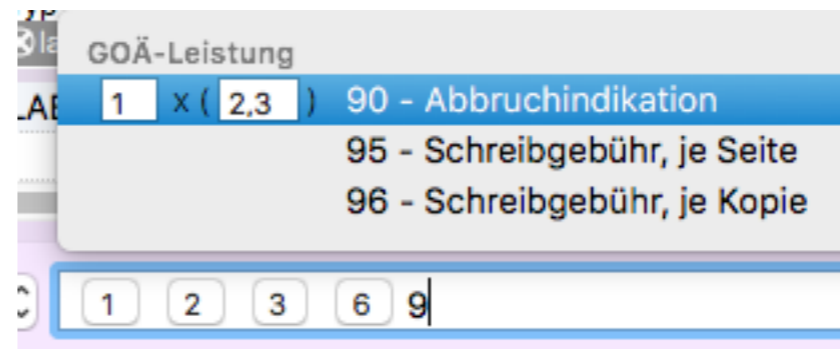 GOÄ-Leistung
1 x ( 2,3 ) 90 - Abbruchindikation
95 - Schreibgebühr, je Seite
96 - Schreibgebühr, je Kopie
1 2 3 6 9